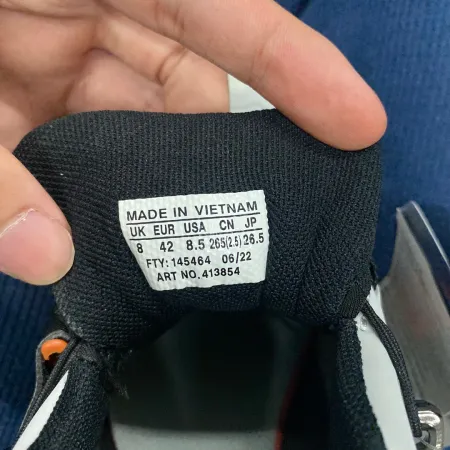 MADE IN VIETNAM
UK EUR USA CN JP
8 42 8.5 265(2.5) 26.5
FTY: 145464 06/22
ART NO. 413854